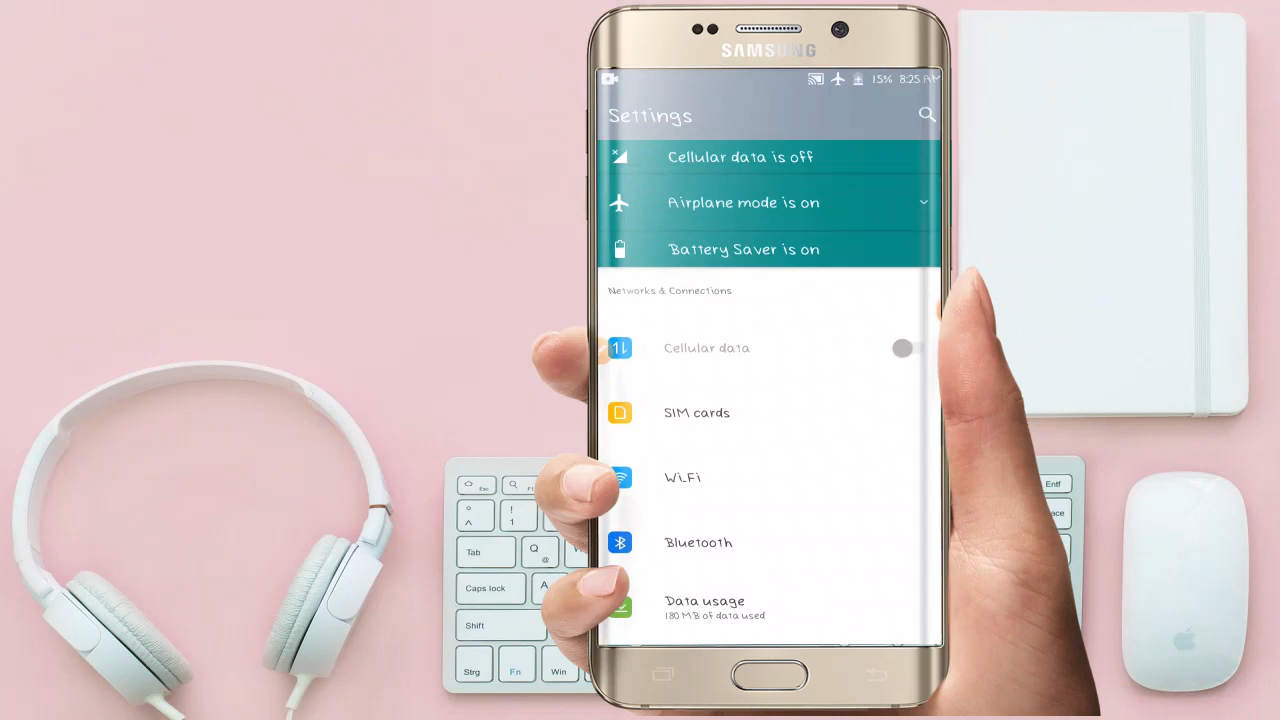 SAMSUNG
15% 8:25 AM
Settings
Cellular data is off
Airplane mode is on
Battery Saver is on
Networks & Connections
Cellular data
SIM cards
Wi-Fi
Bluetooth
Data usage
180 MB of data used
Esc
!
1
Tab
Q
@
Caps lock
A
Shift
Strg
Fn
Win
Entf